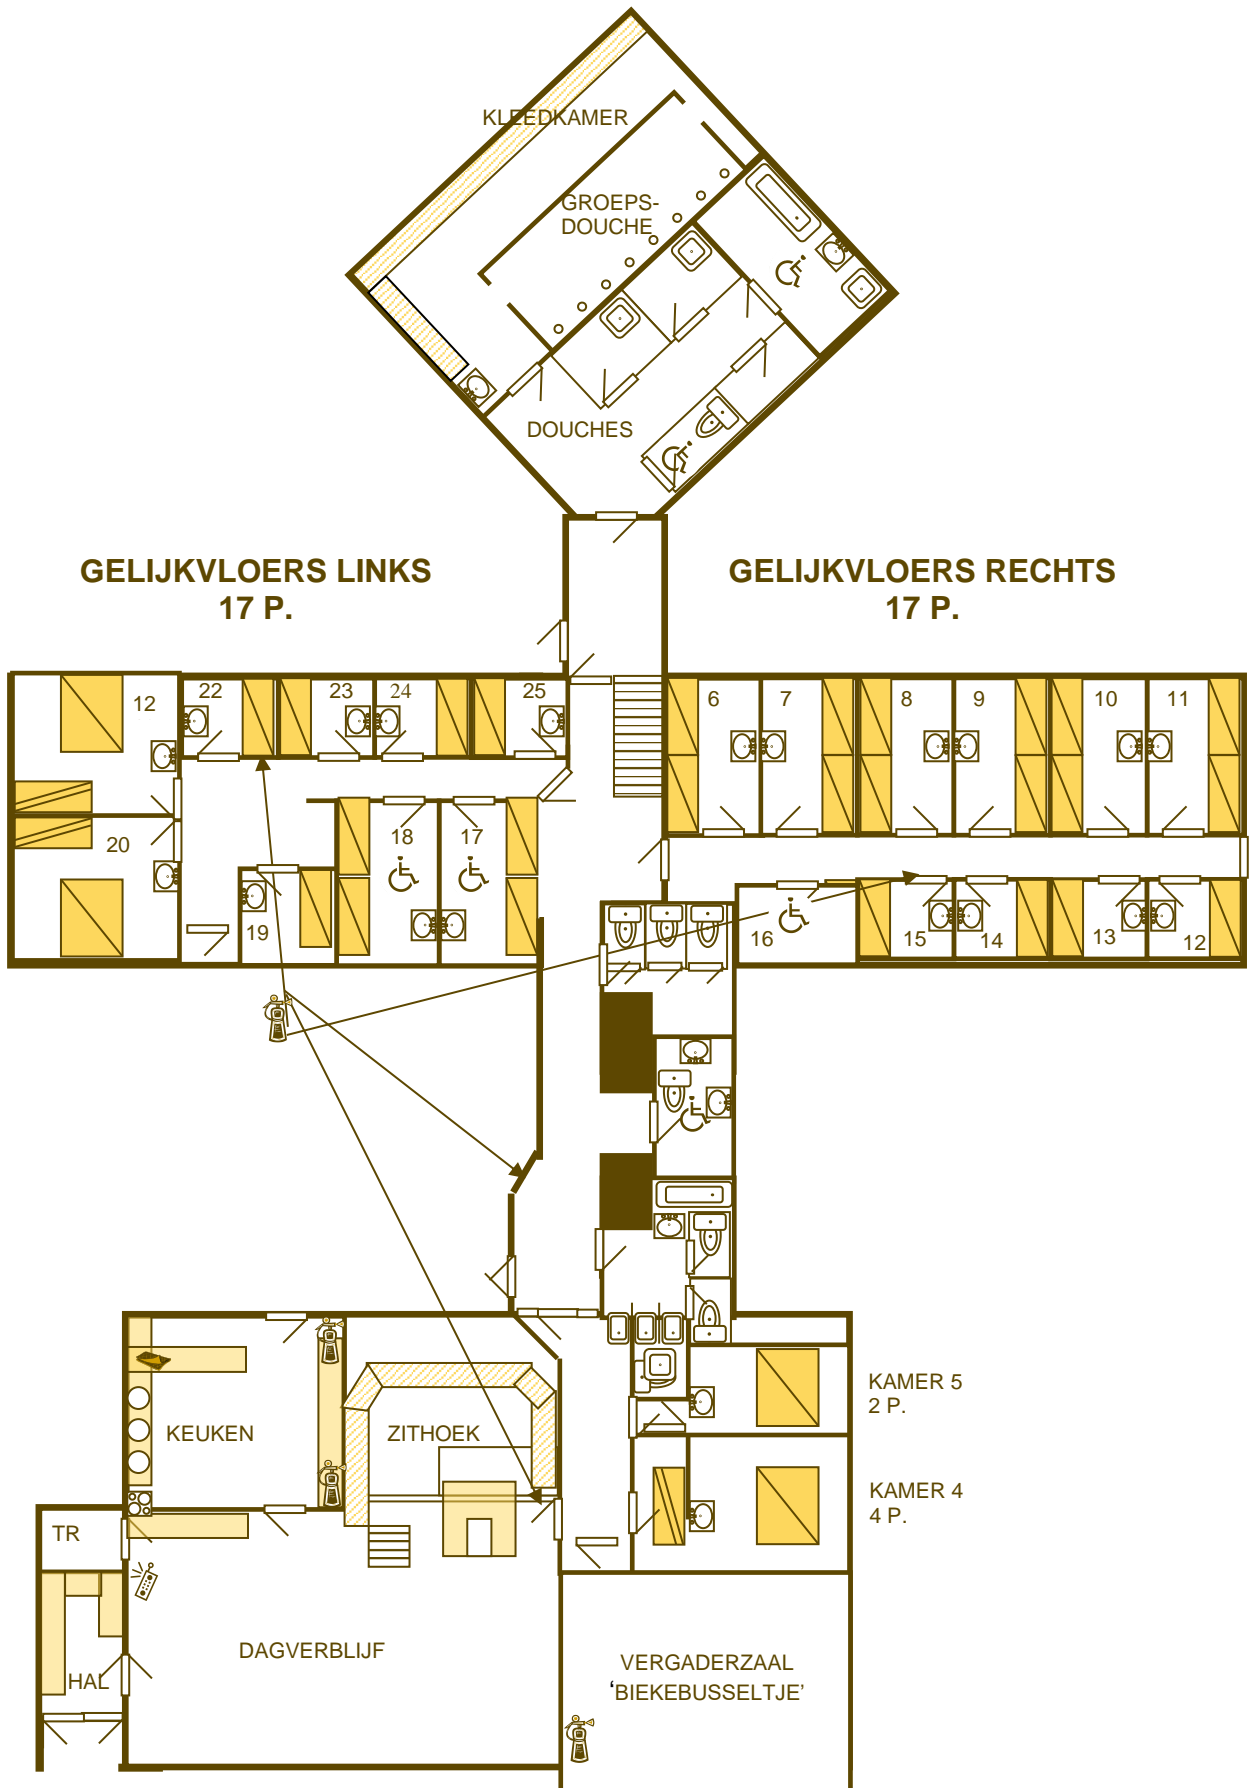 KLEEDKAMER
GROEPS-
DOUCHE
DOUCHES
GELIJKVLOERS LINKS
17 P.
GELIJKVLOERS RECHTS
17 P.
12
22
23
24
25
6
7
8
9
10
11
20
18
17
19
16
15
14
13
12
KEUKEN
ZITHOEK
KAMER 5
2 P.
KAMER 4
4 P.
TR
DAGVERBLIJF
HAL
VERGADERZAAL
‘BIEKEBUSSELTJE’